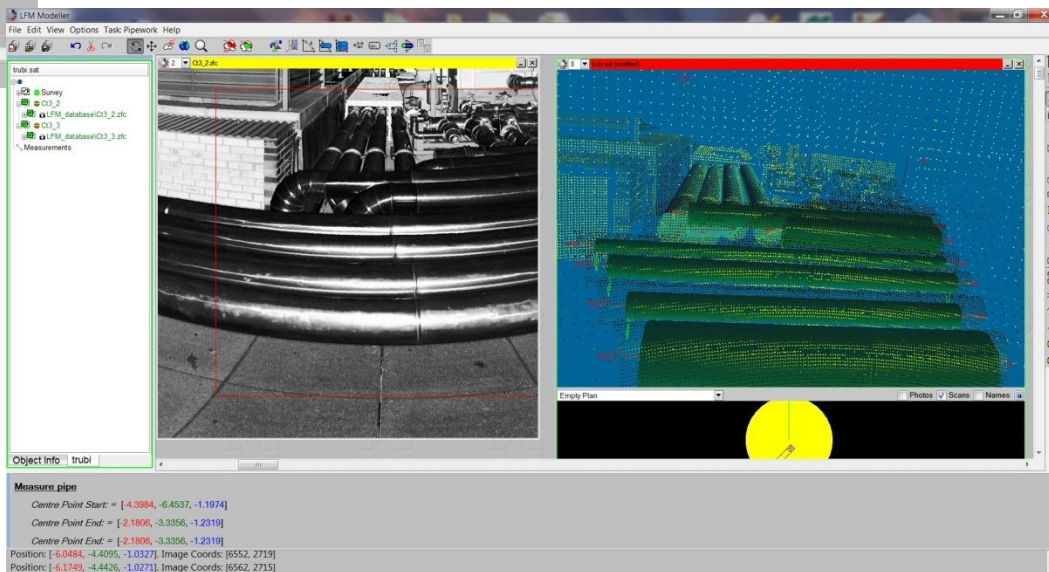 LFM Modeller
File Edit View Options Task: Pipework Help
trubi.sat
2 Ct3_2.zfc
Survey
Ct3_2
LFM_database\Ct3_2.zfc
Ct3_3
LFM_database\Ct3_3.zfc
Measurements
Empty Plan
Photos Scans Names
Object Info trubi
Measure pipe
Centre Point Start: = [-4.3984, -6.4537, -1.1974]
Centre Point End: = [-2.1806, -3.3356, -1.2319]
Centre Point End: = [-2.1806, -3.3356, -1.2319]
Position: [-6.0484, -4.4095, -1.0327]. Image Coords: [6552, 2719]
Position: [-6.1749, -4.4426, -1.0271]. Image Coords: [6562, 2715]